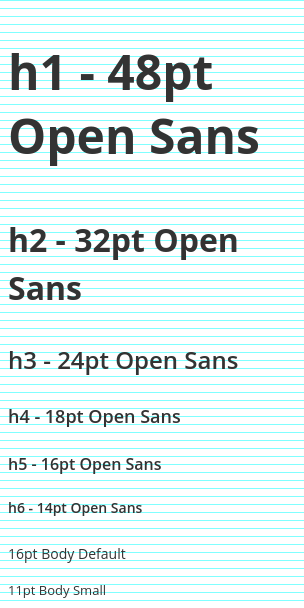 h1 - 48pt
Open Sans
h2 - 32pt Open
Sans
h3 - 24pt Open Sans
h4 - 18pt Open Sans
h5 - 16pt Open Sans
h6 - 14pt Open Sans
16pt Body Default
11pt Body Small